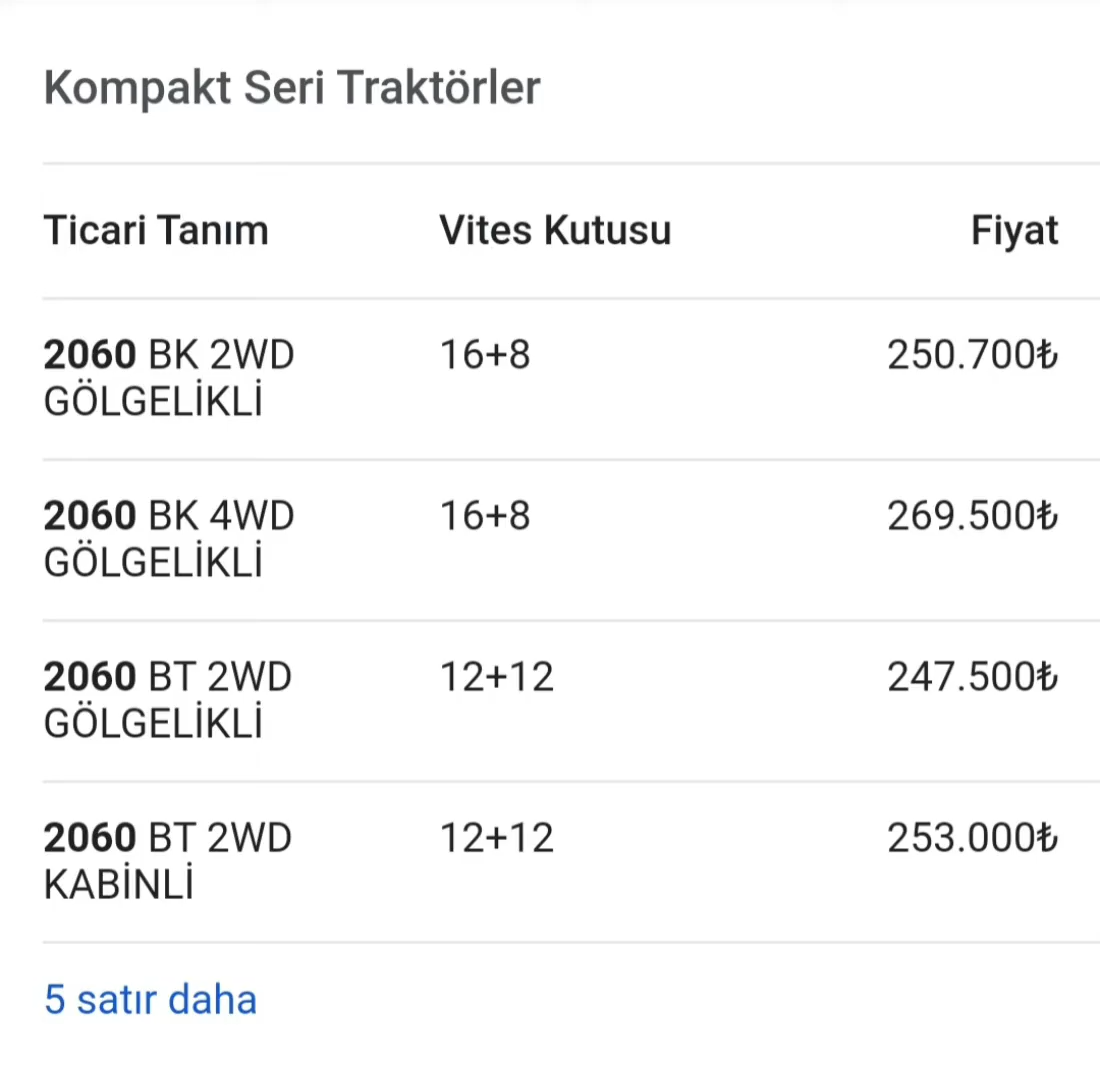 Kompakt Seri Traktörler
Ticari Tanım Vites Kutusu Fiyat
2060 BK 2WD 16+8 250.700₺
GÖLGELİKLİ
2060 BK 4WD 16+8 269.500₺
GÖLGELİKLİ
2060 BT 2WD 12+12 247.500₺
GÖLGELİKLİ
2060 BT 2WD 12+12 253.000₺
KABİNLİ
5 satır daha